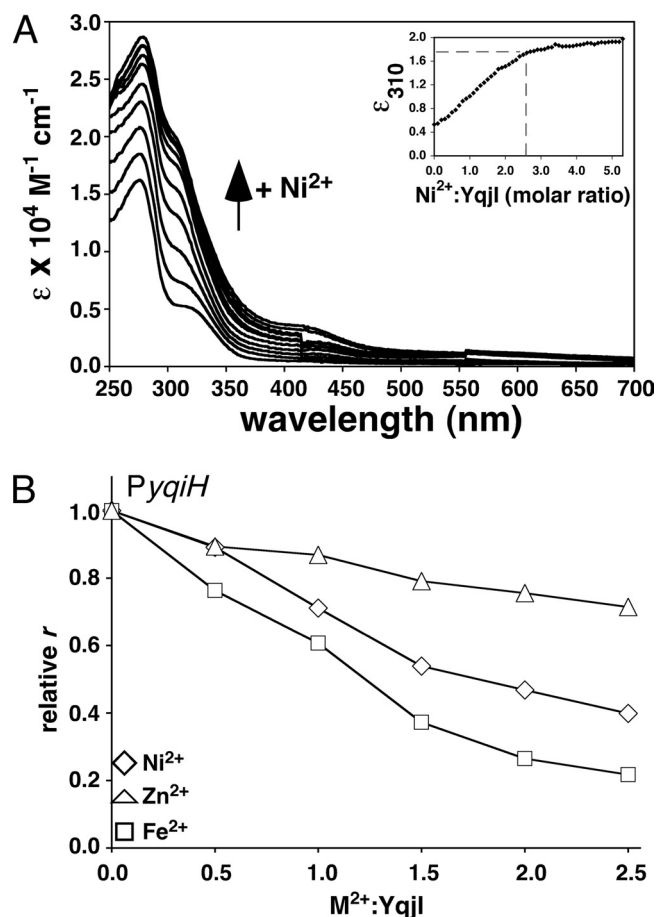 A
ε X 10⁴ M⁻¹ cm⁻¹
3.0
2.5
2.0
1.5
1.0
0.5
0.0
250 300 350 400 450 500 550 600 650 700
wavelength (nm)
+ Ni²⁺
ε310
2.0
1.6
1.2
0.8
0.4
0.0
0.0 1.0 2.0 3.0 4.0 5.0
Ni²⁺:YqjI (molar ratio)
B
PyqiH
relative r
1.0
0.8
0.6
0.4
0.2
0.0
Ni²⁺
Zn²⁺
Fe²⁺
0.0 0.5 1.0 1.5 2.0 2.5
M²⁺:YqjI